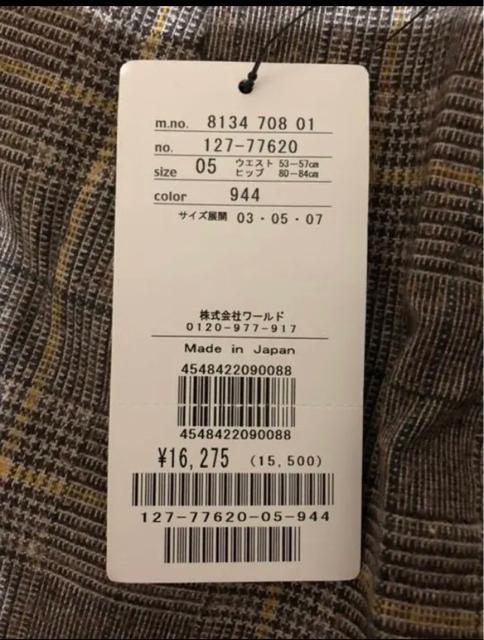 m.no. 8134 708 01
no. 127-77620
size 05 ウエスト 53-57cm
ヒップ 80-84cm
color 944
サイズ展開 03・05・07
株式会社ワールド
0120-977-917
Made in Japan
4548422090088
4548422090088
¥16,275 (15,500)
127-77620-05-944